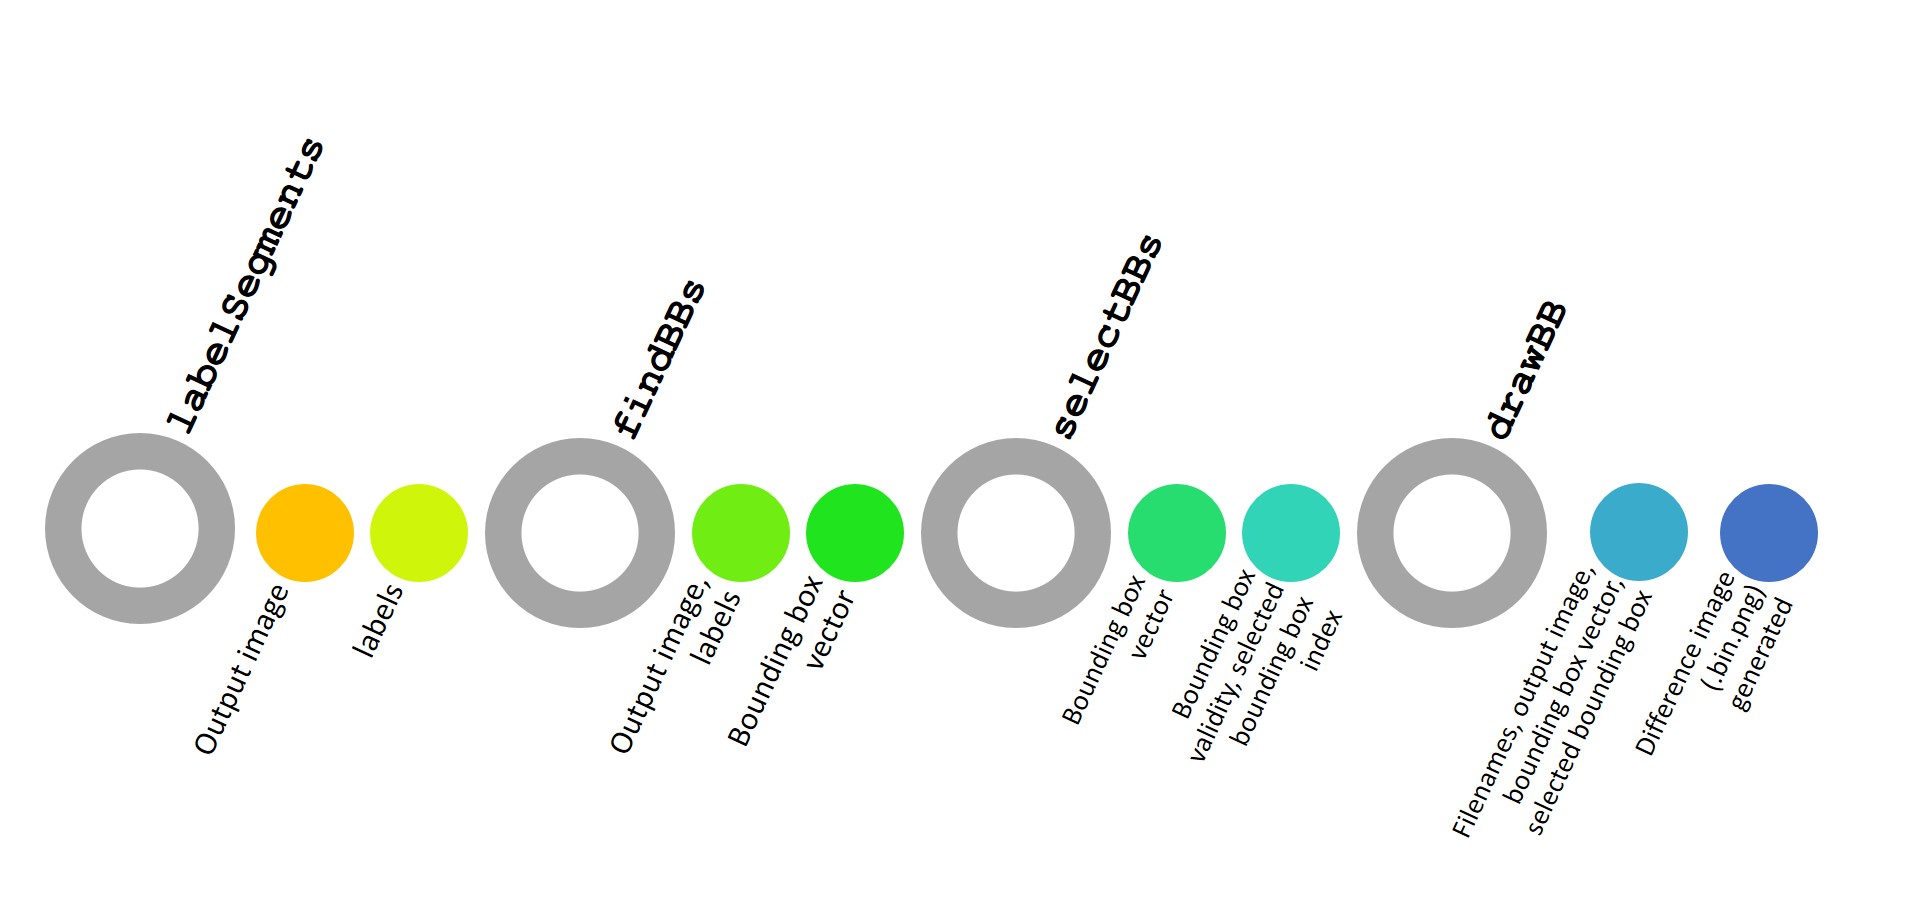 labelSegments
Output image
labels
findBBs
Output image,
labels
Bounding box
vector
selectBBs
Bounding box
vector
Bounding box
validity, selected
bounding box
index
drawBB
Filenames, output image,
bounding box vector,
selected bounding box
Difference image
(.bin.png)
generated